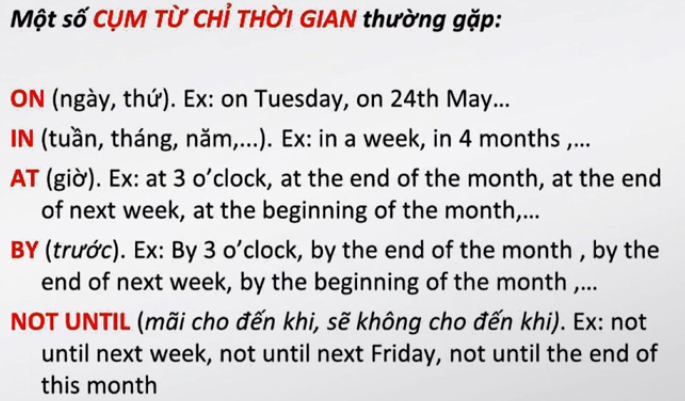 Một số CỤM TỪ CHỈ THỜI GIAN thường gặp:
ON (ngày, thứ). Ex: on Tuesday, on 24th May...
IN (tuần, tháng, năm,...). Ex: in a week, in 4 months ,...
AT (giờ). Ex: at 3 o’clock, at the end of the month, at the end
of next week, at the beginning of the month,...
BY (trước). Ex: By 3 o’clock, by the end of the month , by the
end of next week, by the beginning of the month ,...
NOT UNTIL (mãi cho đến khi, sẽ không cho đến khi). Ex: not
until next week, not until next Friday, not until the end of
this month